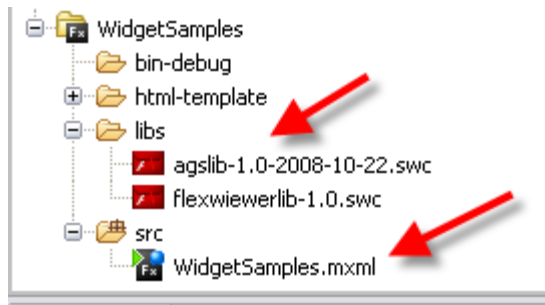 WidgetSamples
bin-debug
html-template
libs
agslib-1.0-2008-10-22.swc
flexwiewerlib-1.0.swc
src
WidgetSamples.mxml